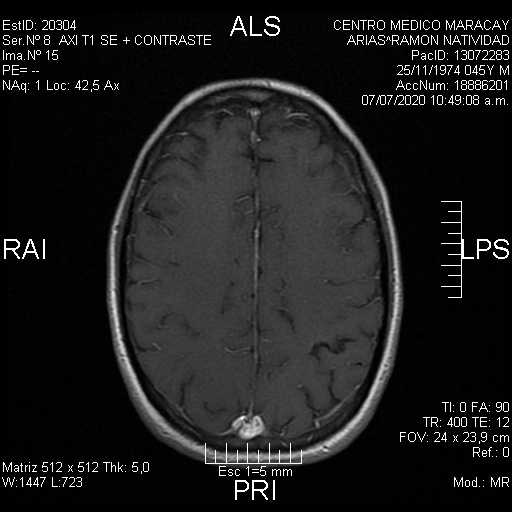 EstID: 20304
Ser.Nº 8 AXI T1 SE + CONTRASTE
Ima.Nº 15
PE= --
NAq: 1 Loc: 42,5 Ax
ALS
CENTRO MEDICO MARACAY
ARIAS^RAMON NATIVIDAD
PacID: 13072283
25/11/1974 045Y M
AccNum: 18886201
07/07/2020 10:49:08 a.m.
RAI
LPS
TI: 0 FA: 90
TR: 400 TE: 12
FOV: 24 x 23,9 cm
Ref.: 0
Mod.: MR
Matriz 512 x 512 Thk: 5,0
W:1447 L:723
Esc 1=5 mm
PRI